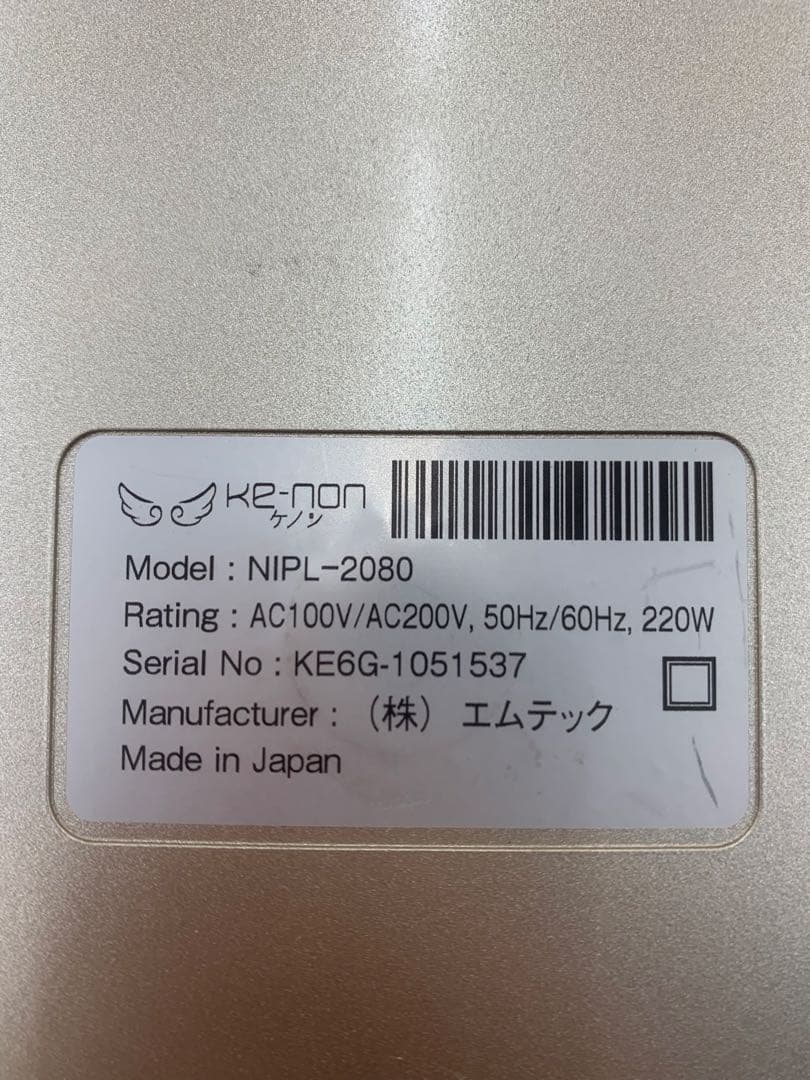 ke-non
ケノン
Model : NIPL-2080
Rating : AC100V/AC200V, 50Hz/60Hz, 220W
Serial No : KE6G-1051537
Manufacturer : （株） エムテック
Made in Japan